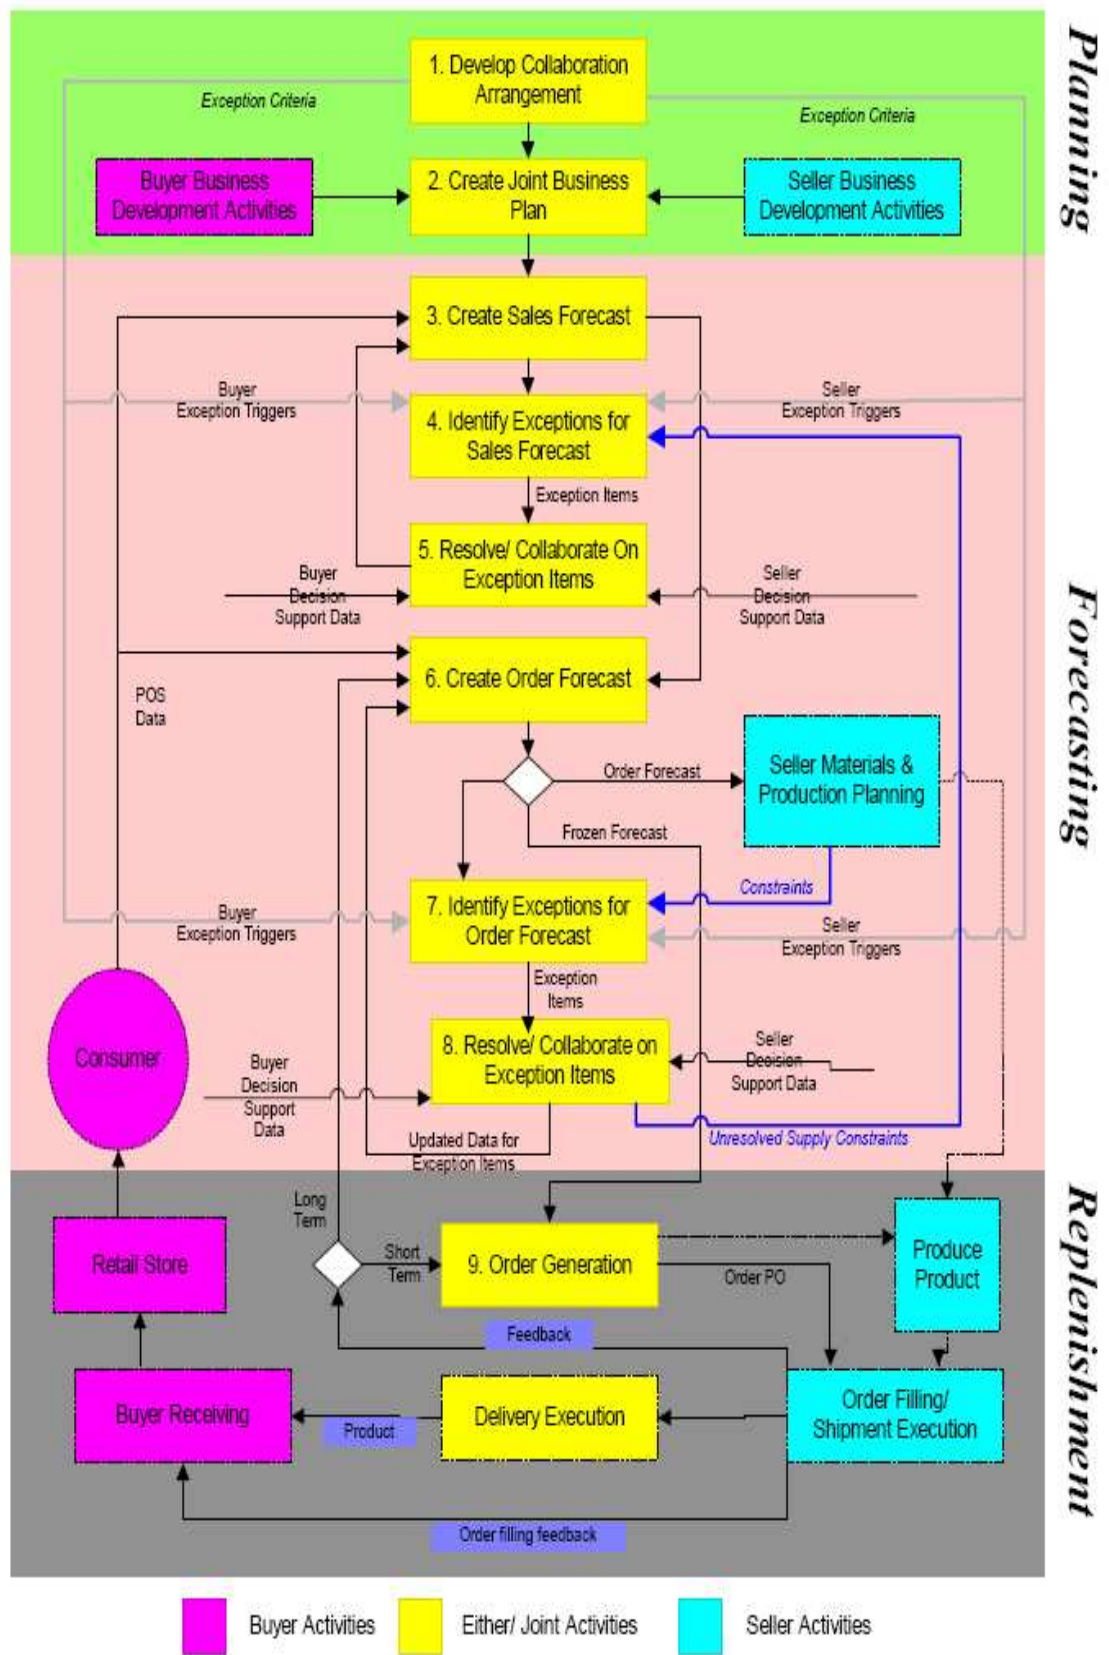 Planning
1. Develop Collaboration
Arrangement
Exception Criteria
Exception Criteria
Buyer Business
Development Activities
2. Create Joint Business
Plan
Seller Business
Development Activities
Forecasting
3. Create Sales Forecast
Buyer
Exception Triggers
4. Identify Exceptions for
Sales Forecast
Seller
Exception Triggers
Exception Items
5. Resolve/ Collaborate On
Exception Items
Buyer
Decision
Support Data
Seller
Decision
Support Data
6. Create Order Forecast
POS
Data
Order Forecast
Seller Materials &
Production Planning
Frozen Forecast
Constraints
7. Identify Exceptions for
Order Forecast
Buyer
Exception Triggers
Seller
Exception Triggers
Exception
Items
Consumer
8. Resolve/ Collaborate on
Exception Items
Buyer
Decision
Support
Data
Seller
Decision
Support Data
Updated Data for
Exception Items
Unresolved Supply Constraints
Replenishment
Long
Term
Retail Store
Short
Term
9. Order Generation
Order PO
Produce
Product
Feedback
Buyer Receiving
Product
Delivery Execution
Order Filling/
Shipment Execution
Order filling feedback
Buyer Activities
Either/ Joint Activities
Seller Activities